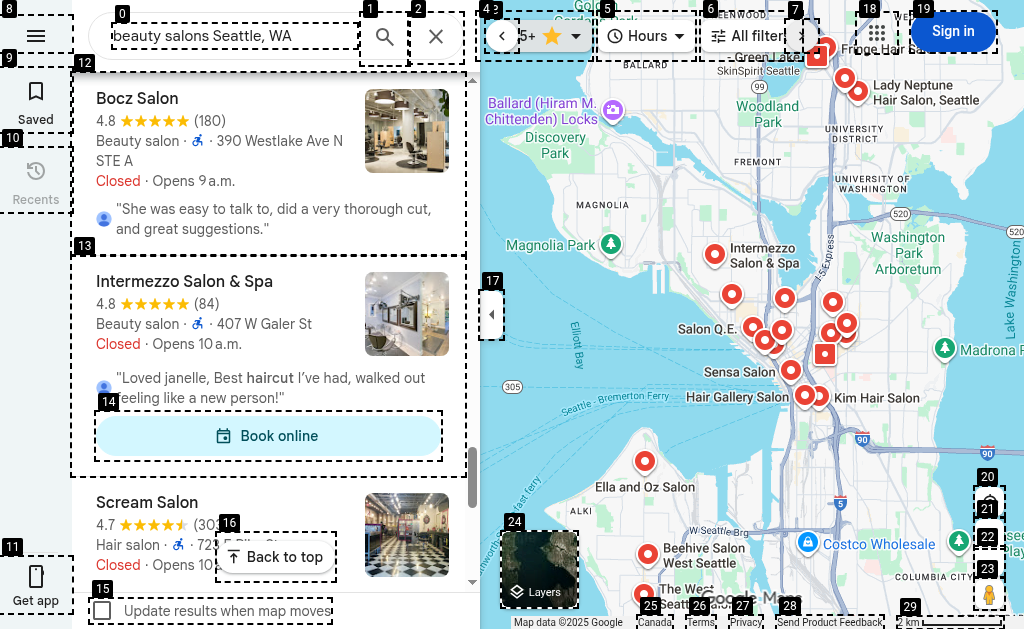 8
0
beauty salons Seattle, WA
1
2
9
Saved
10
Recents
11
Get app
12
Bocz Salon
4.8 (180)
Beauty salon · · 390 Westlake Ave N
STE A
Closed · Opens 9 a.m.
"She was easy to talk to, did a very thorough cut,
and great suggestions."
13
Intermezzo Salon & Spa
4.8 (84)
Beauty salon · · 407 W Galer St
Closed · Opens 10 a.m.
"Loved janelle, Best haircut I've had, walked out
feeling like a new person!"
14
Book online
Scream Salon
4.7 (303
Hair salon · · 723
Closed · Opens 10
16
Back to top
15
Update results when map moves
17
4
3
5+
5
Hours
6
All filter
7
18
19
Sign in
GREENWOOD
BALLARD
Green Lake
SkinSpirit Seattle
Fringe Hair
Lady Neptune
Hair Salon, Seattle
99
Ballard (Hiram M.
Chittenden) Locks
Woodland
Park
Discovery
Park
UNIVERSITY
DISTRICT
FREMONT
UNIVERSITY OF
WASHINGTON
MAGNOLIA
520
520
Magnolia Park
Washington
Park
Arboretum
Intermezzo
Salon & Spa
I-5 Express
Lake Washington
Salon Q.E.
Elliott Bay
Madrona
Sensa Salon
305
Seattle - Bremerton Ferry
Hair Gallery Salon
Kim Hair Salon
90
90
Ella and Oz Salon
ALKI
5
W Seattle Brg
Costco Wholesale
Beehive Salon
West Seattle
COLUMBIA CITY
The West
Seatt
Google Maps
20
21
22
23
24
Layers
25
26
27
28
29
Map data ©2025 Google
Canada
Terms
Privacy
Send Product Feedback
2 km